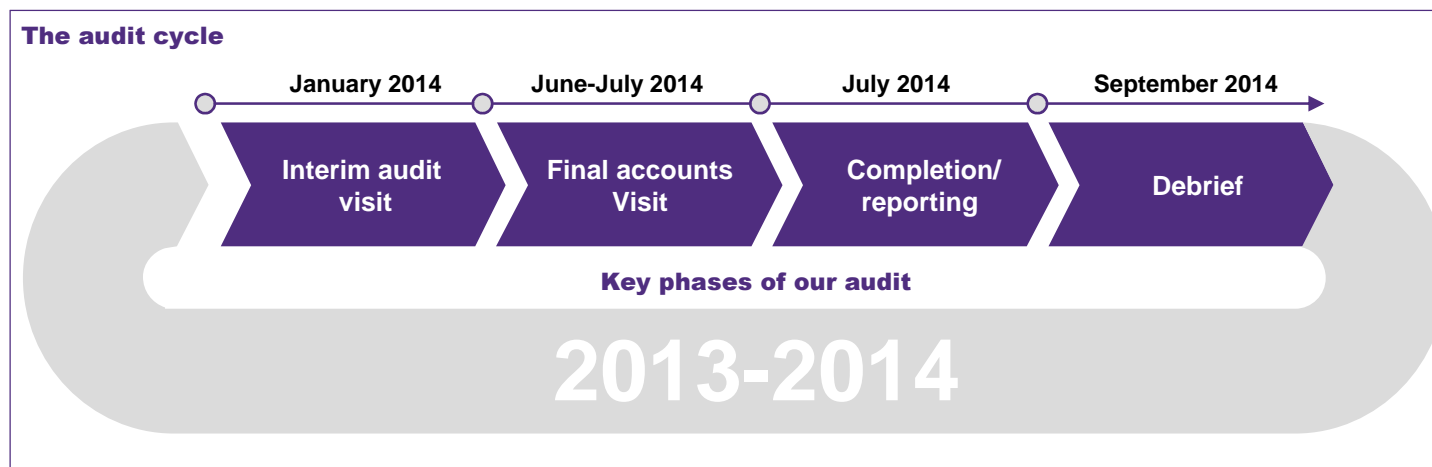 The audit cycle
January 2014
June-July 2014
July 2014
September 2014
Interim audit
visit
Final accounts
Visit
Completion/
reporting
Debrief
Key phases of our audit
2013-2014